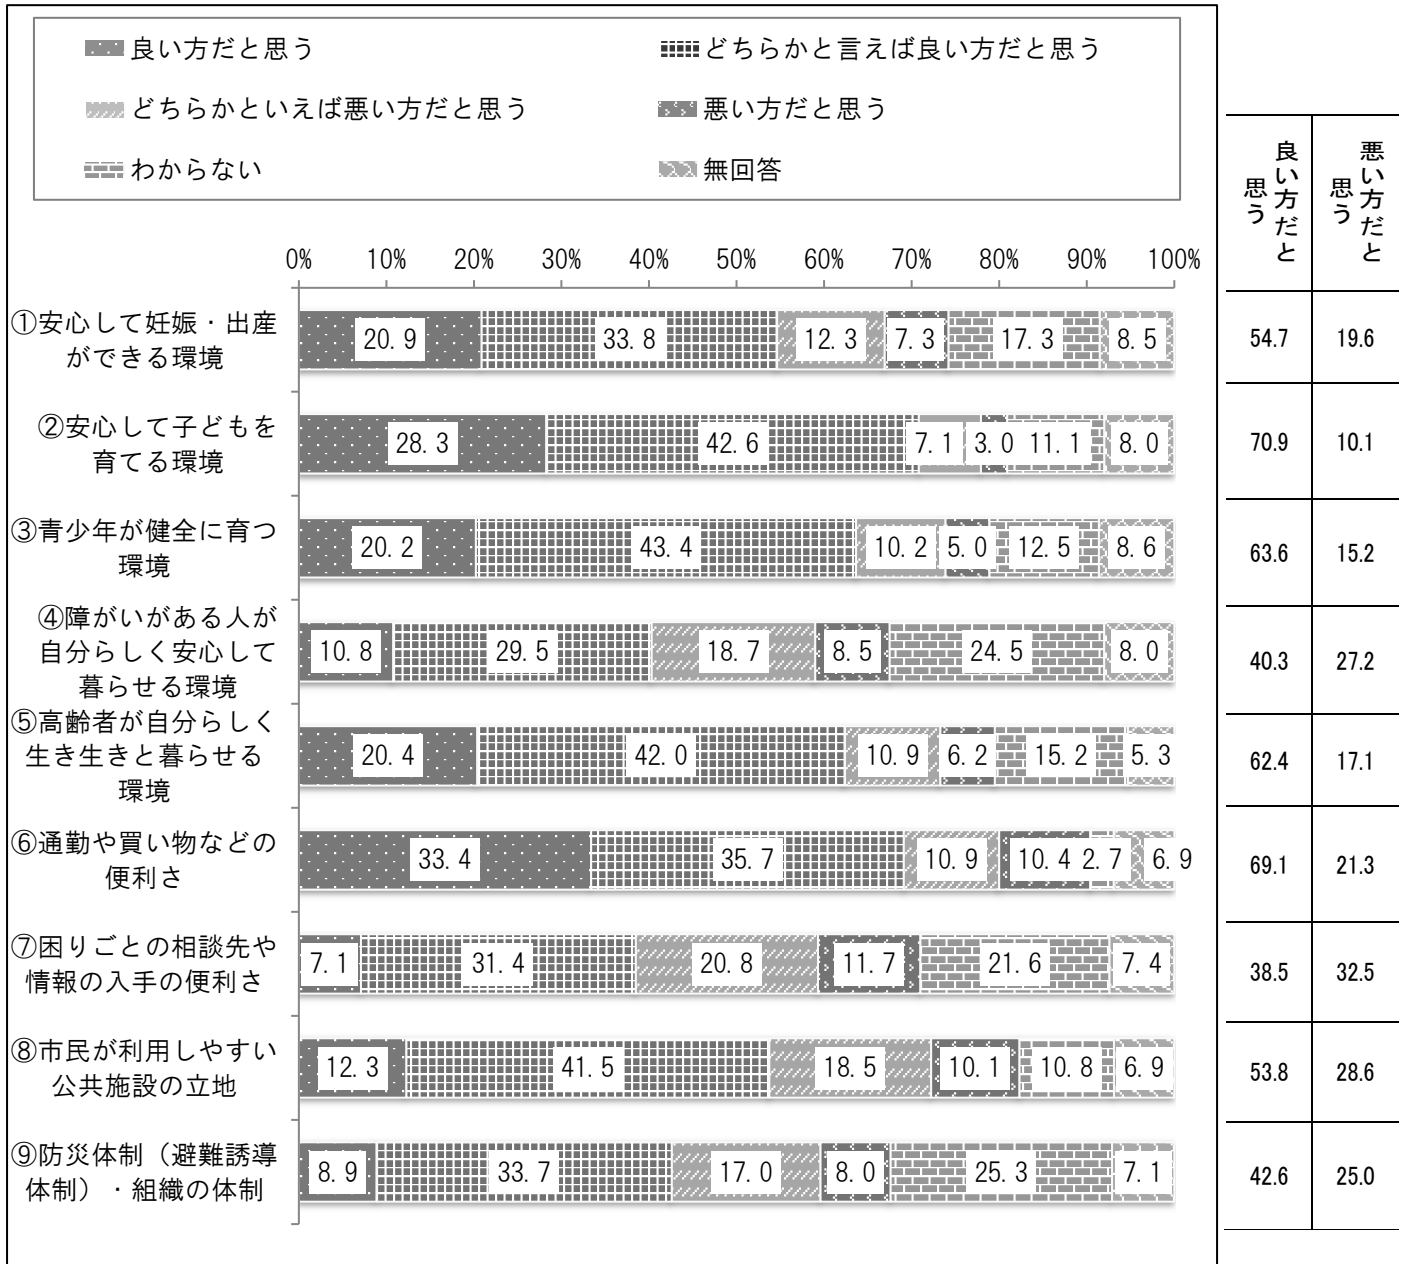 良い方だと思う
どちらかと言えば良い方だと思う
どちらかといえば悪い方だと思う
悪い方だと思う
わからない
無回答
良い方だと
思う
悪い方だと
思う
0% 10% 20% 30% 40% 50% 60% 70% 80% 90% 100%
①安心して妊娠・出産
ができる環境
20.9 33.8 12.3 7.3 17.3 8.5
54.7 19.6
②安心して子どもを
育てる環境
28.3 42.6 7.1 3.0 11.1 8.0
70.9 10.1
③青少年が健全に育つ
環境
20.2 43.4 10.2 5.0 12.5 8.6
63.6 15.2
④障がいがある人が
自分らしく安心して
暮らせる環境
10.8 29.5 18.7 8.5 24.5 8.0
40.3 27.2
⑤高齢者が自分らしく
生き生きと暮らせる
環境
20.4 42.0 10.9 6.2 15.2 5.3
62.4 17.1
⑥通勤や買い物などの
便利さ
33.4 35.7 10.9 10.4 2.7 6.9
69.1 21.3
⑦困りごとの相談先や
情報の入手の便利さ
7.1 31.4 20.8 11.7 21.6 7.4
38.5 32.5
⑧市民が利用しやすい
公共施設の立地
12.3 41.5 18.5 10.1 10.8 6.9
53.8 28.6
⑨防災体制（避難誘導
体制）・組織の体制
8.9 33.7 17.0 8.0 25.3 7.1
42.6 25.0